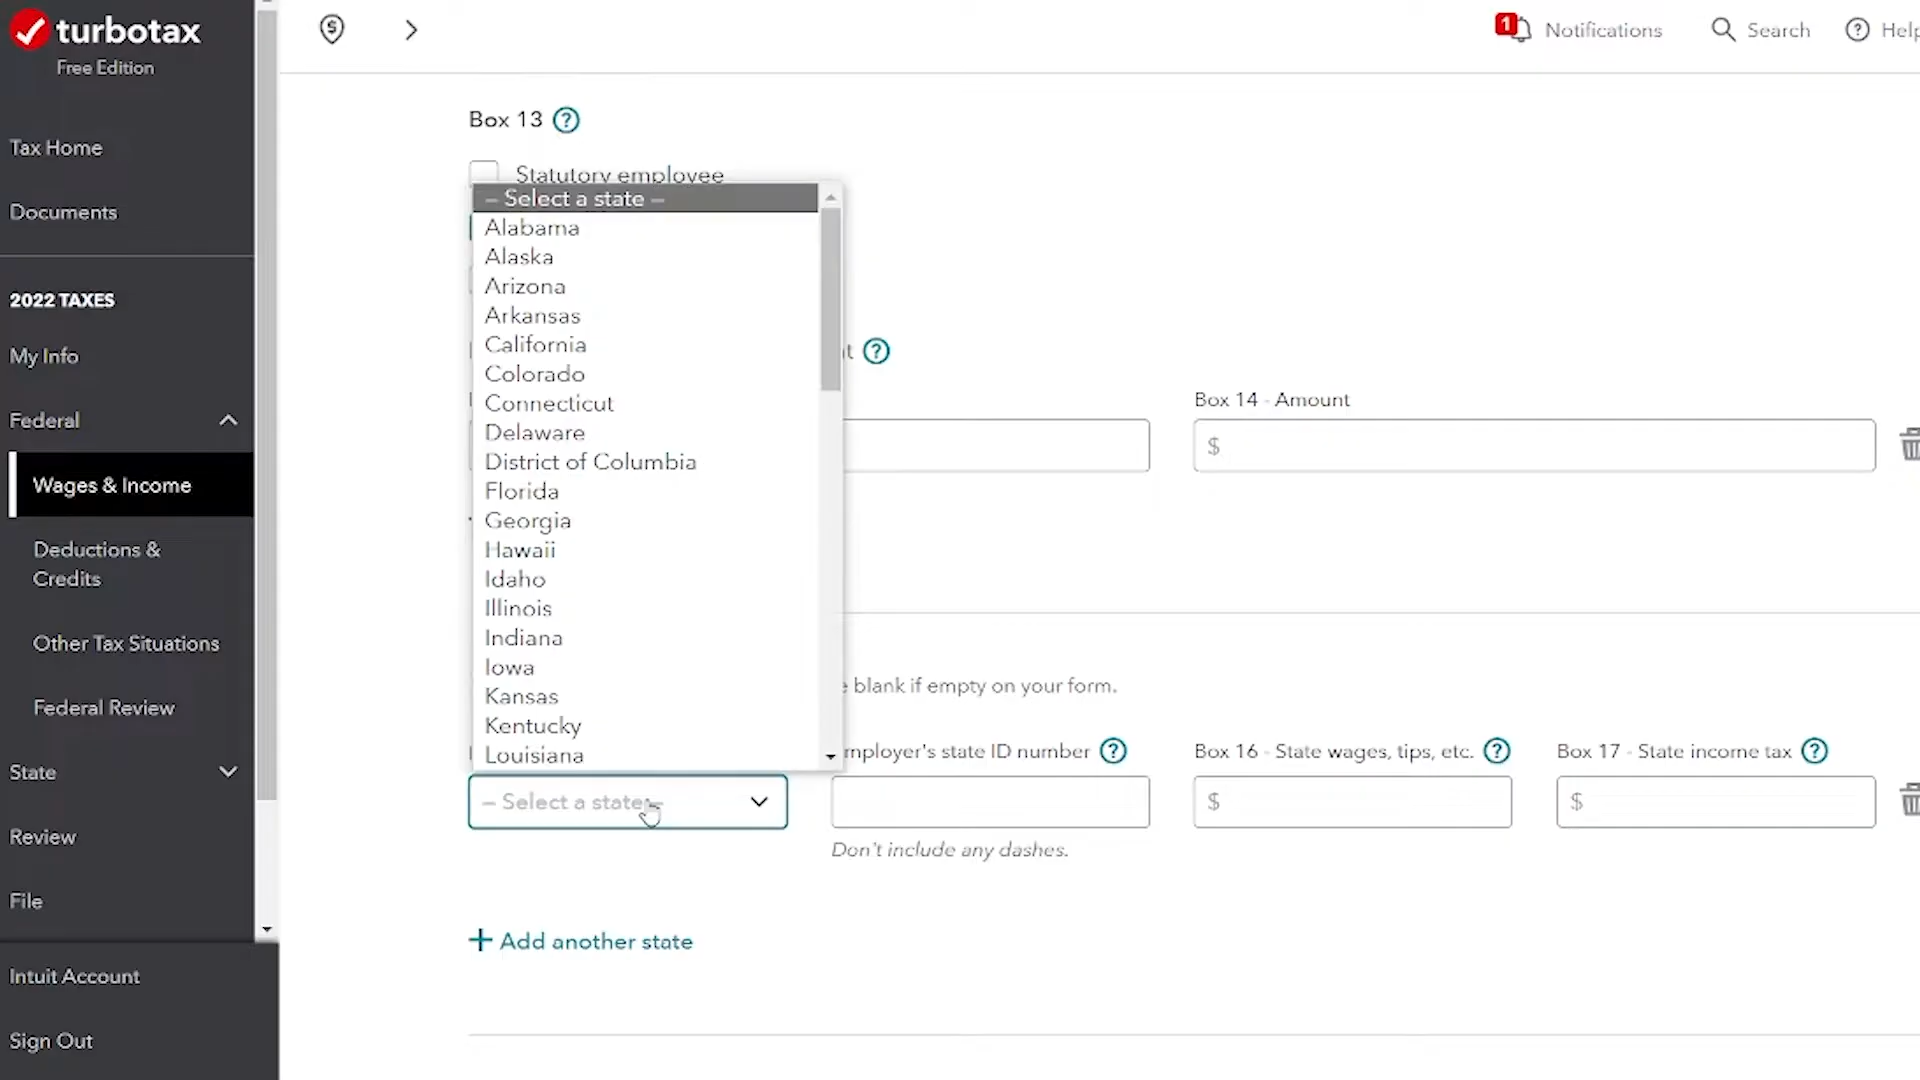 turbotax
Free Edition
Tax Home
Documents
2022 TAXES
My Info
Federal
Wages & Income
Deductions &
Credits
Other Tax Situations
Federal Review
State
Review
File
Intuit Account
Sign Out
1
Notifications
Search
Box 13
Statutory employee
– Select a state –
Alabama
Alaska
Arizona
Arkansas
California
Colorado
Connecticut
Delaware
District of Columbia
Florida
Georgia
Hawaii
Idaho
Illinois
Indiana
Iowa
Kansas
Kentucky
Louisiana
Box 14 - Amount
$
blank if empty on your form.
mployer's state ID number
Box 16 - State wages, tips, etc.
Box 17 - State income tax
– Select a state –
$
$
Don't include any dashes.
+ Add another state